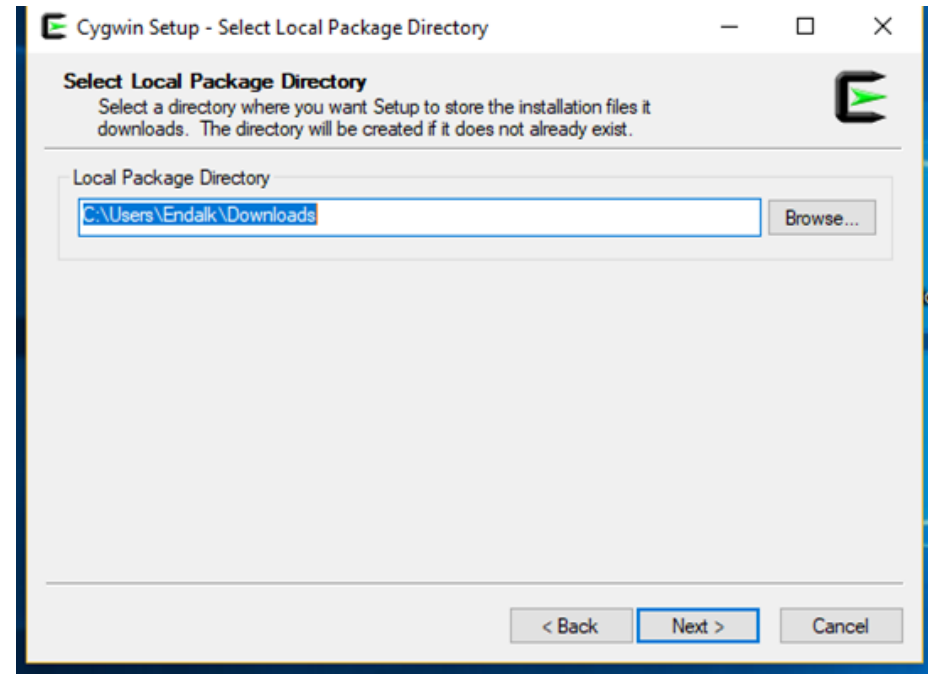 Cygwin Setup - Select Local Package Directory
Select Local Package Directory
Select a directory where you want Setup to store the installation files it
downloads. The directory will be created if it does not already exist.
Local Package Directory
C:\Users\Endalk\Downloads
Browse...
< Back
Next >
Cancel